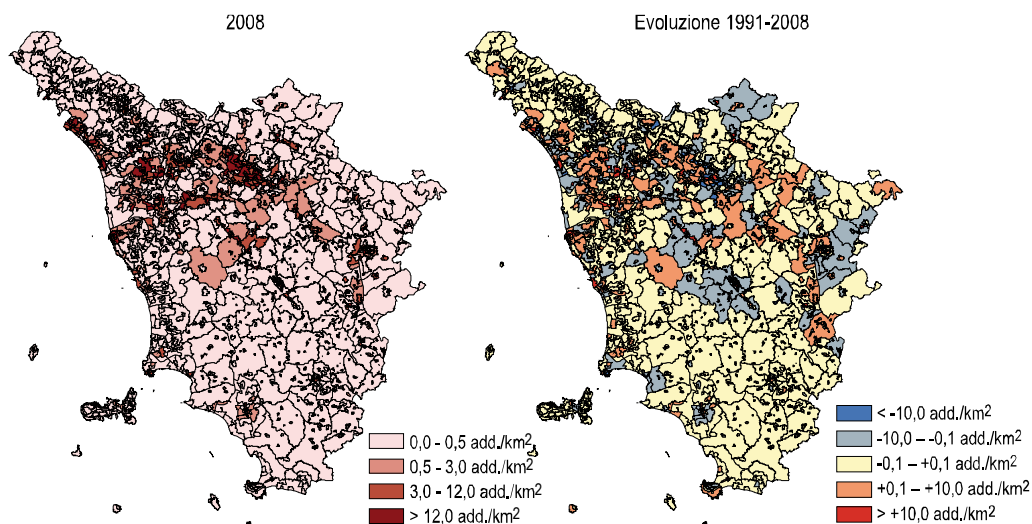 2008
Evoluzione 1991-2008
0,0 - 0,5 add./km²
0,5 - 3,0 add./km²
3,0 - 12,0 add./km²
> 12,0 add./km²
< -10,0 add./km²
-10,0 – -0,1 add./km²
-0,1 – +0,1 add./km²
+0,1 – +10,0 add./km²
> +10,0 add./km²